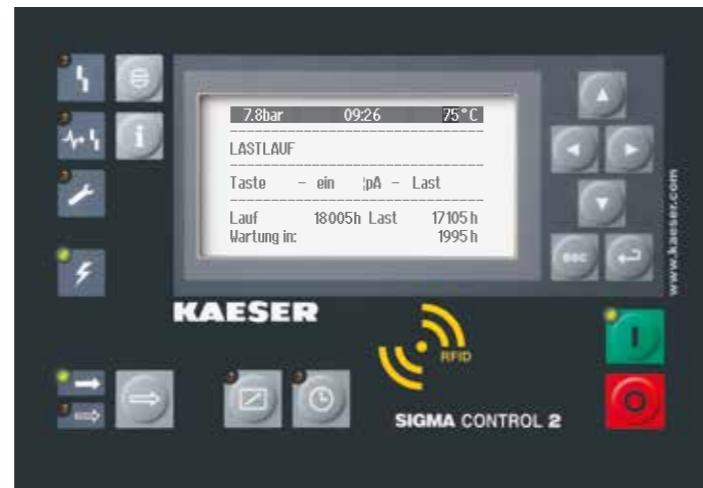 7.8bar 09:26 75°C
LASTLAUF
Taste - ein ¦pA - Last
Lauf 18005h Last 17105h
Wartung in: 1995h
esc
www.kaeser.com
KAESER
RFID
SIGMA CONTROL 2